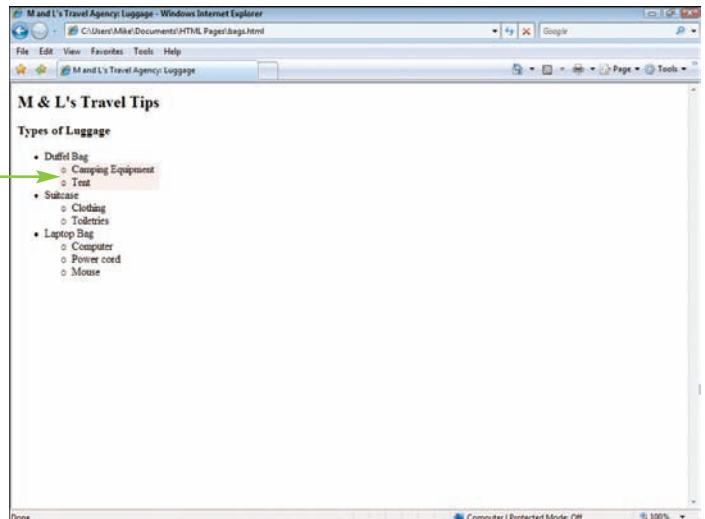 M and L's Travel Agency: Luggage - Windows Internet Explorer
C:\Users\Mike\Documents\HTML Pages\bags.html
Google
File Edit View Favorites Tools Help
M and L's Travel Agency: Luggage
Page Tools
M & L's Travel Tips
Types of Luggage
• Duffel Bag
o Camping Equipment
o Tent
• Suitcase
o Clothing
o Toiletries
• Laptop Bag
o Computer
o Power cord
o Mouse
Done
Computer | Protected Mode: Off
100%